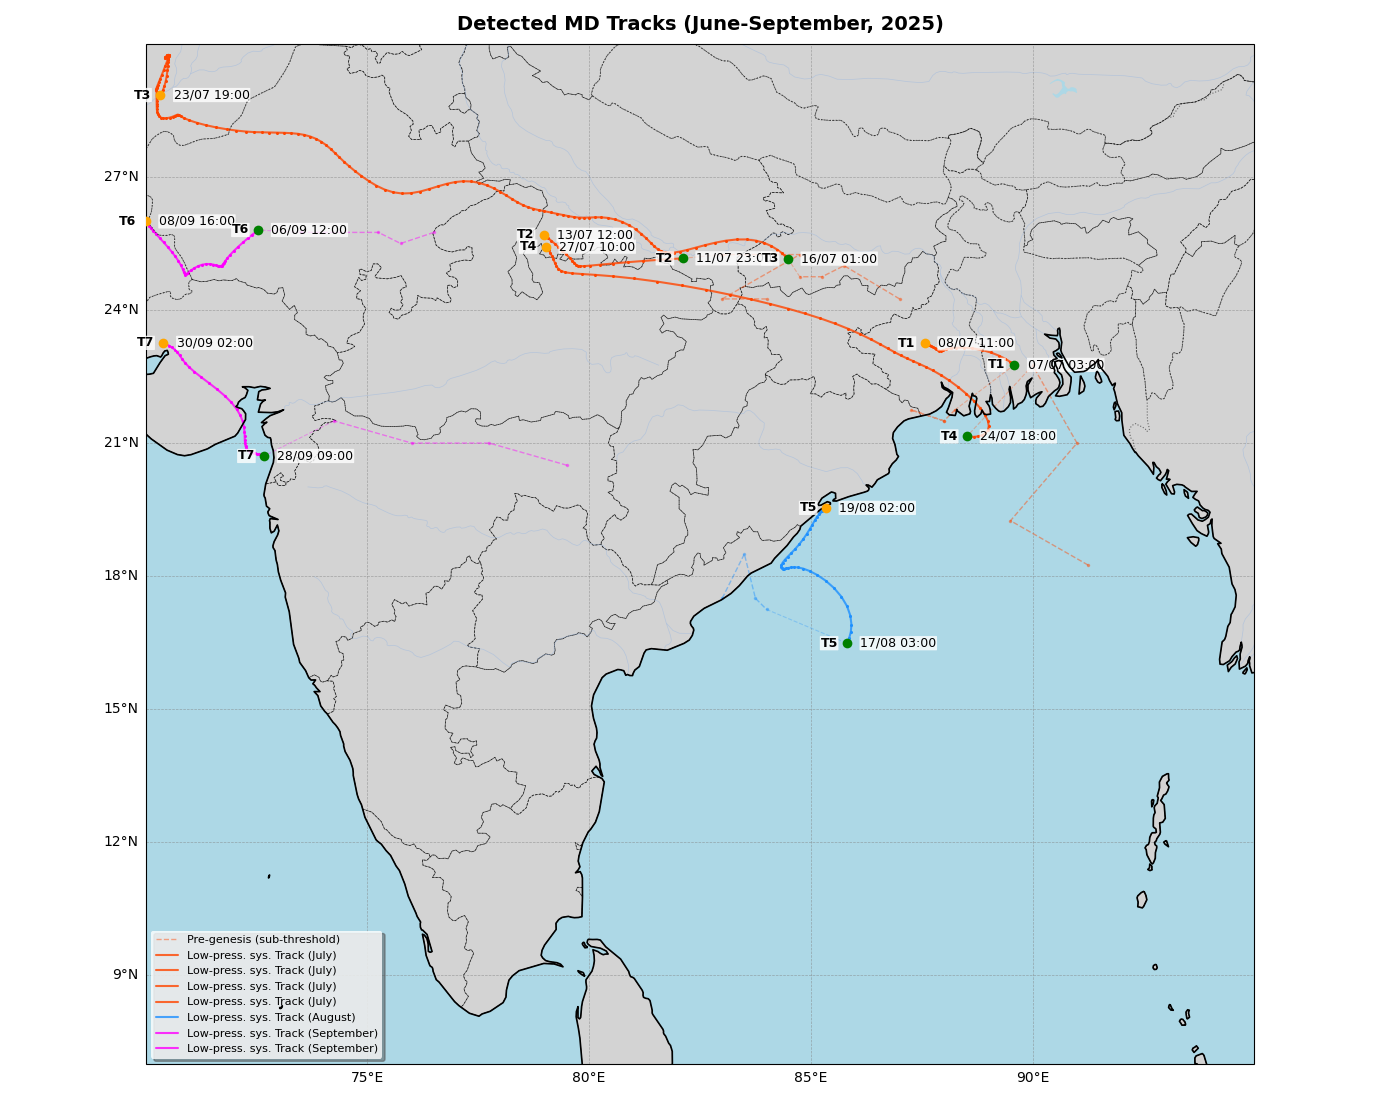 Detected MD Tracks (June-September, 2025)
T3 23/07 19:00
27°N
T6 08/09 16:00
T6 06/09 12:00
T2 13/07 12:00
T4 27/07 10:00
T2 11/07 23:0
T3 16/07 01:00
24°N
T7 30/09 02:00
T1 08/07 11:00
T1 07/07 03:00
21°N
T4 24/07 18:00
T7 28/09 09:00
T5 19/08 02:00
18°N
T5 17/08 03:00
15°N
12°N
9°N
Pre-genesis (sub-threshold)
Low-press. sys. Track (July)
Low-press. sys. Track (July)
Low-press. sys. Track (July)
Low-press. sys. Track (July)
Low-press. sys. Track (August)
Low-press. sys. Track (September)
Low-press. sys. Track (September)
75°E 80°E 85°E 90°E